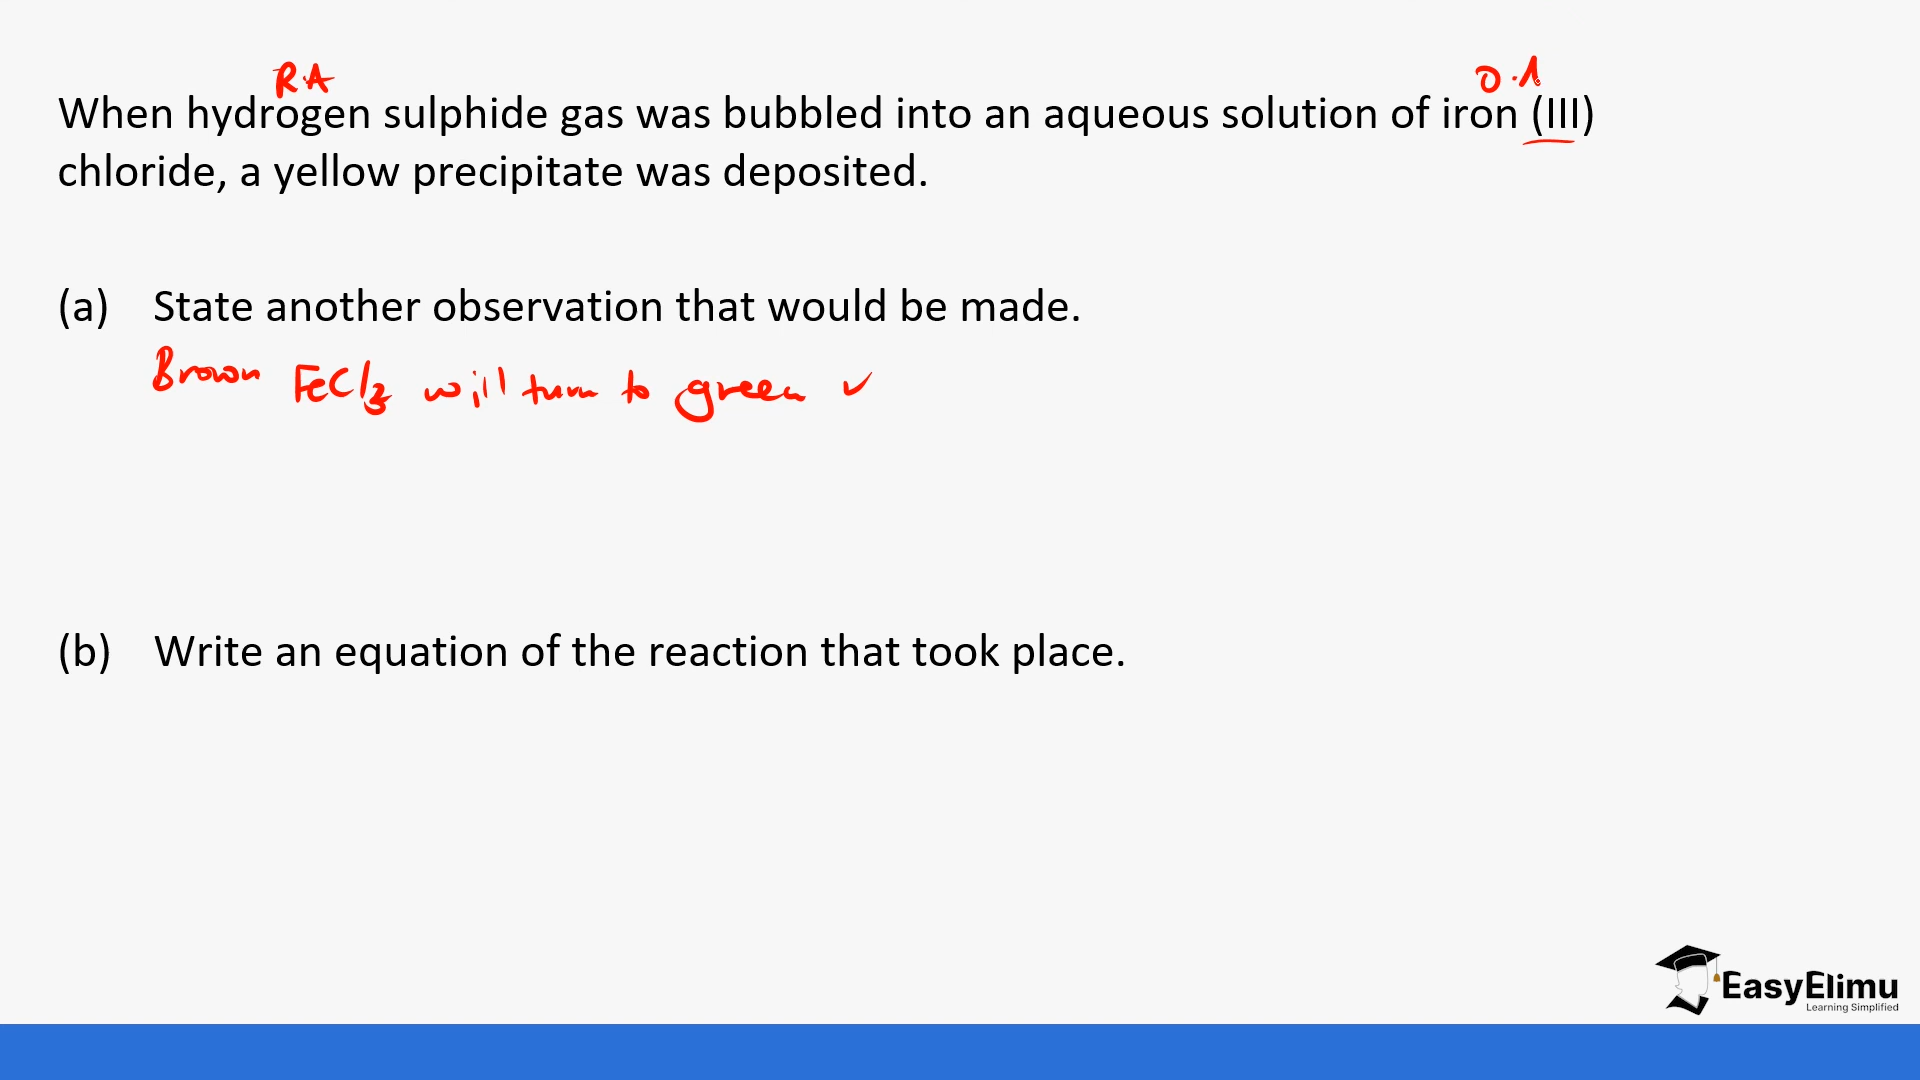 RA
O.A
When hydrogen sulphide gas was bubbled into an aqueous solution of iron (III)
chloride, a yellow precipitate was deposited.
(a) State another observation that would be made.
Brown FeCl3 will turn to green ✓
(b) Write an equation of the reaction that took place.
EasyElimu
Learning Simplified